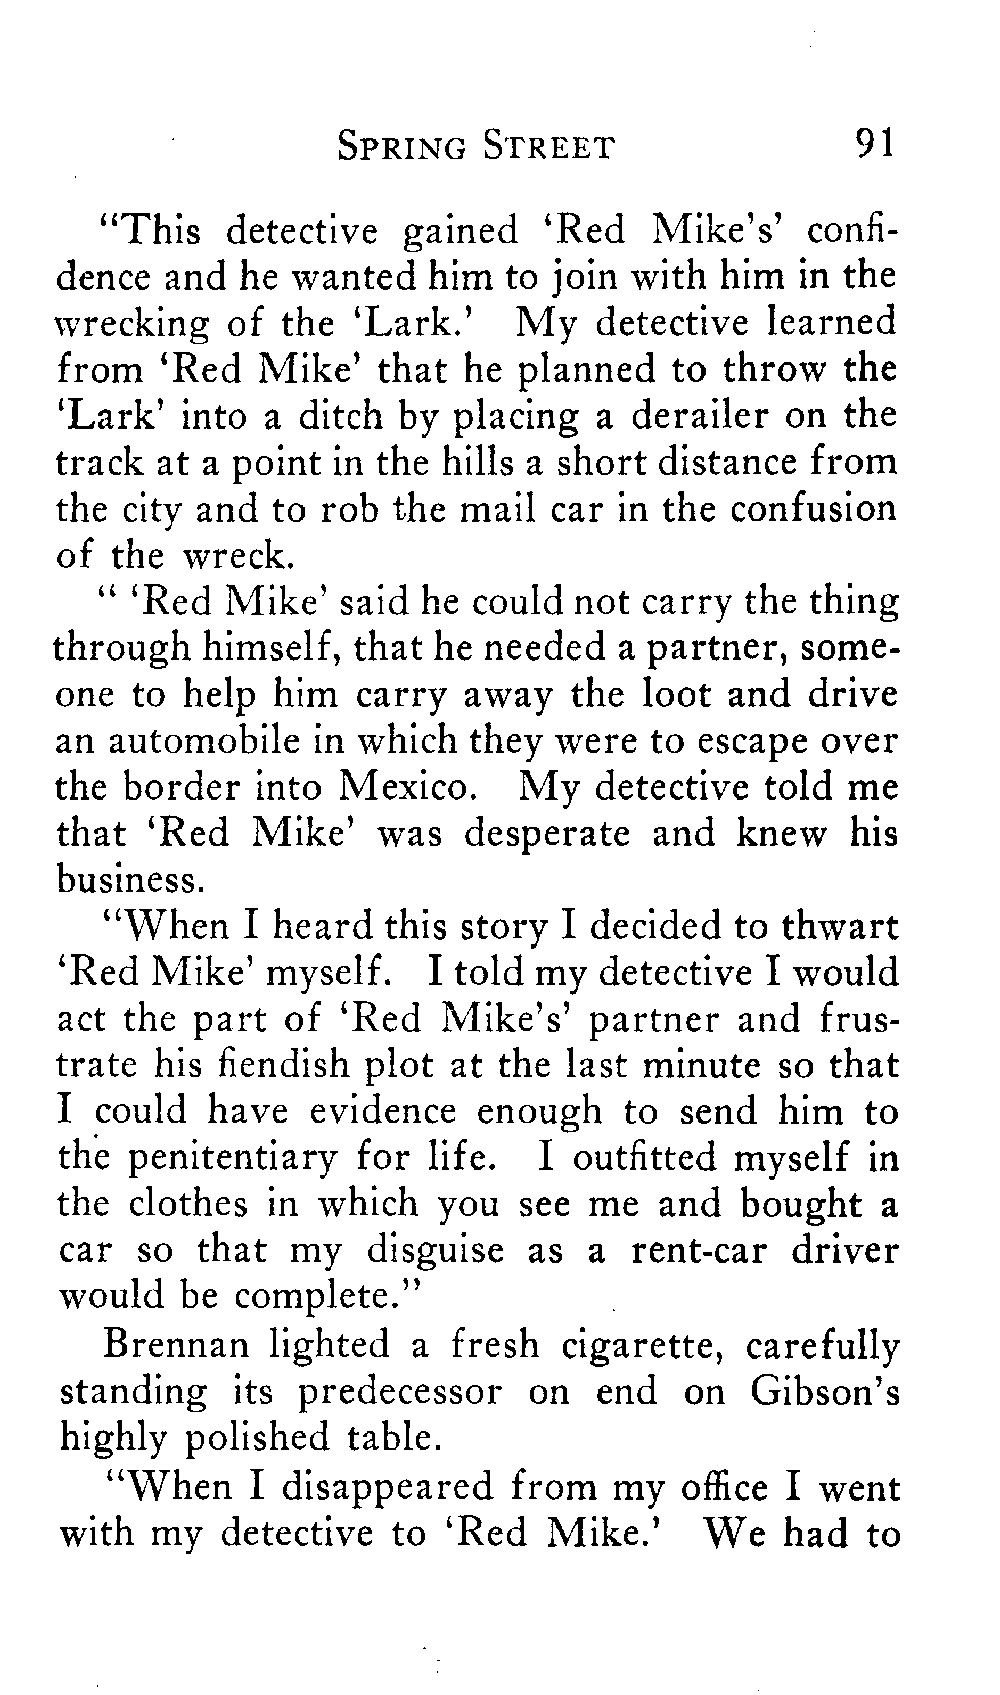 SPRING STREET 91
"This detective gained 'Red Mike's' confi-
dence and he wanted him to join with him in the
wrecking of the 'Lark.' My detective learned
from 'Red Mike' that he planned to throw the
'Lark' into a ditch by placing a derailer on the
track at a point in the hills a short distance from
the city and to rob the mail car in the confusion
of the wreck.
" 'Red Mike' said he could not carry the thing
through himself, that he needed a partner, some-
one to help him carry away the loot and drive
an automobile in which they were to escape over
the border into Mexico. My detective told me
that 'Red Mike' was desperate and knew his
business.
"When I heard this story I decided to thwart
'Red Mike' myself. I told my detective I would
act the part of 'Red Mike's' partner and frus-
trate his fiendish plot at the last minute so that
I could have evidence enough to send him to
the penitentiary for life. I outfitted myself in
the clothes in which you see me and bought a
car so that my disguise as a rent-car driver
would be complete."
Brennan lighted a fresh cigarette, carefully
standing its predecessor on end on Gibson's
highly polished table.
"When I disappeared from my office I went
with my detective to 'Red Mike.' We had to